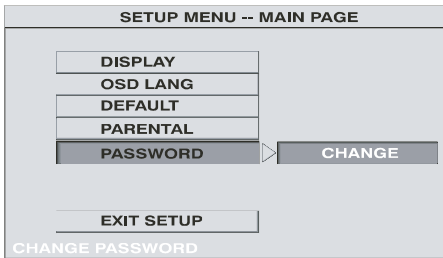 SETUP MENU -- MAIN PAGE
DISPLAY
OSD LANG
DEFAULT
PARENTAL
PASSWORD
CHANGE
EXIT SETUP
CHANGE PASSWORD